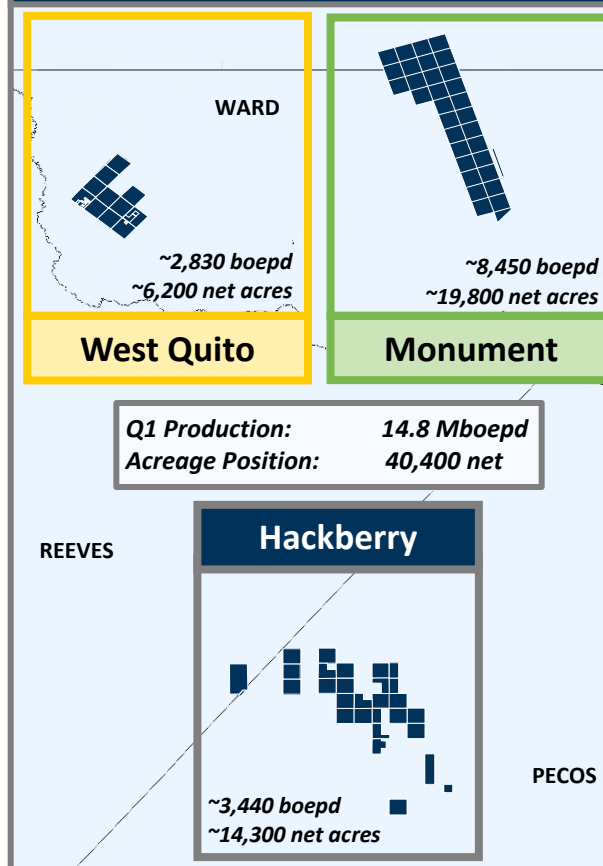 WARD
~2,830 boepd
~6,200 net acres
West Quito
~8,450 boepd
~19,800 net acres
Monument
Q1 Production: 14.8 Mboepd
Acreage Position: 40,400 net
Hackberry
REEVES
PECOS
~3,440 boepd
~14,300 net acres